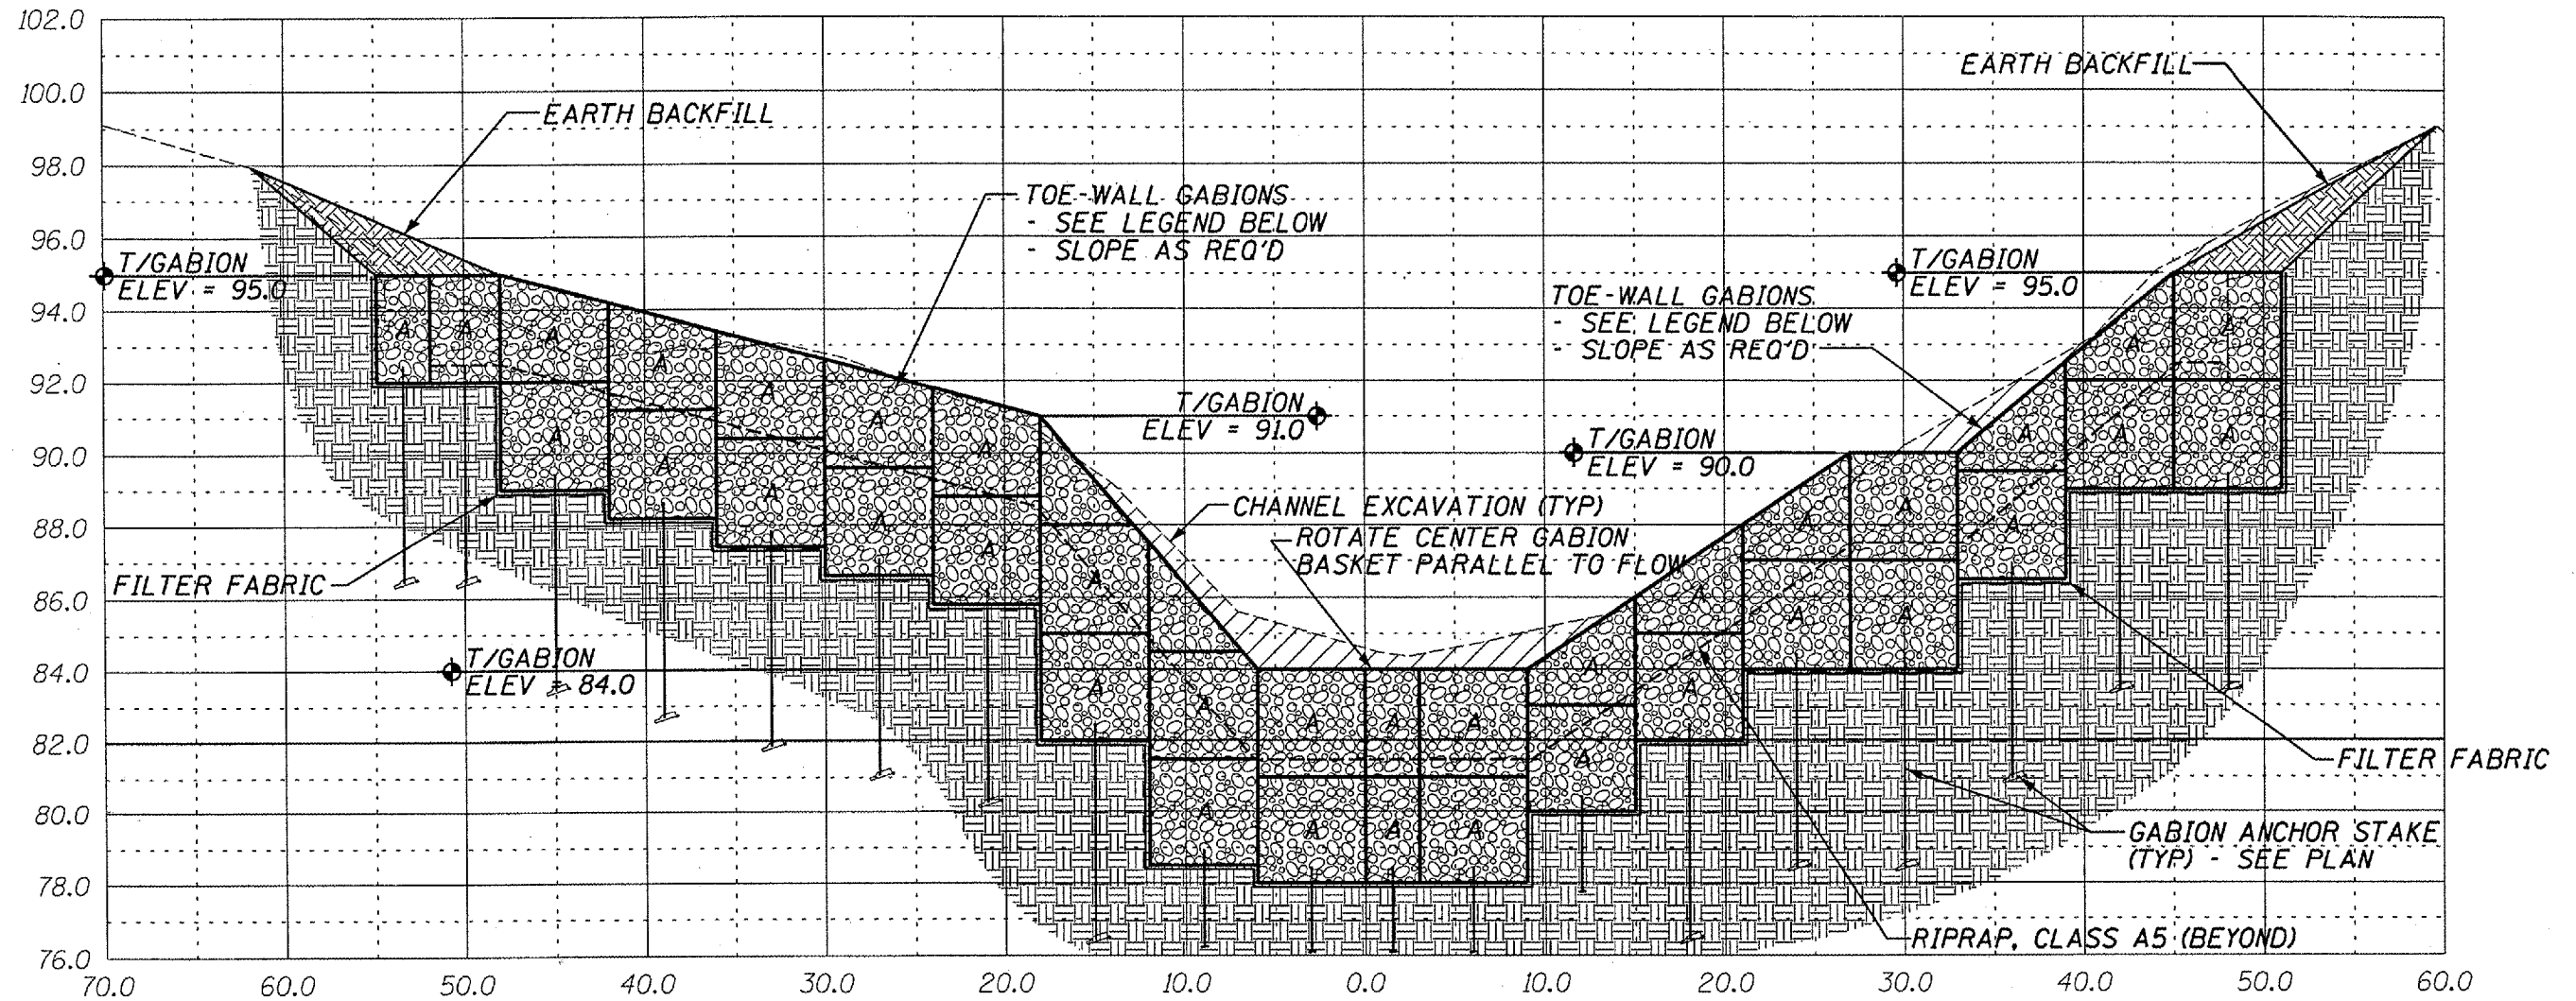 102.0
100.0
98.0
96.0
94.0
92.0
90.0
88.0
86.0
84.0
82.0
80.0
78.0
76.0
EARTH BACKFILL
EARTH BACKFILL
TOE-WALL GABIONS
- SEE LEGEND BELOW
- SLOPE AS REQ'D
T/GABION
ELEV = 95.0
T/GABION
ELEV = 95.0
TOE-WALL GABIONS
- SEE LEGEND BELOW
- SLOPE AS REQ'D
T/GABION
ELEV = 91.0
T/GABION
ELEV = 90.0
CHANNEL EXCAVATION (TYP)
ROTATE CENTER GABION
BASKET PARALLEL TO FLOW
FILTER FABRIC
T/GABION
ELEV = 84.0
FILTER FABRIC
GABION ANCHOR STAKE
(TYP) - SEE PLAN
RIPRAP, CLASS A5 (BEYOND)
A A A A A A A A
A A A A A
A A A A
A A A A A
A A A A
A A A
A A A A
A A A A
70.0 60.0 50.0 40.0 30.0 20.0 10.0 0.0 10.0 20.0 30.0 40.0 50.0 60.0